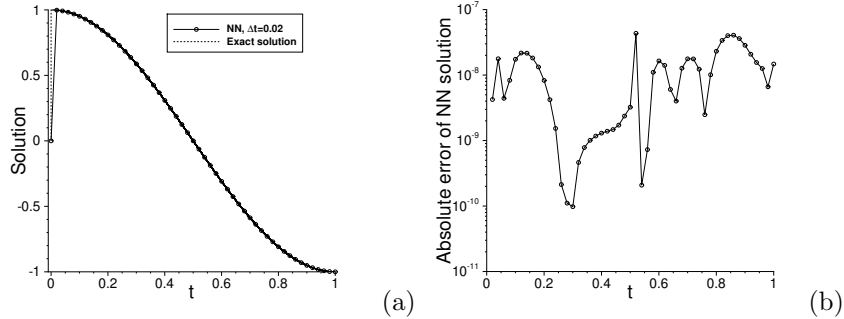 1
0.5
0
-0.5
-1
Solution
0
0.2
0.4
0.6
0.8
1
t
NN, Δt=0.02
Exact solution
(a)
10⁻⁷
10⁻⁸
10⁻⁹
10⁻¹⁰
10⁻¹¹
Absolute error of NN solution
0
0.2
0.4
0.6
0.8
1
t
(b)